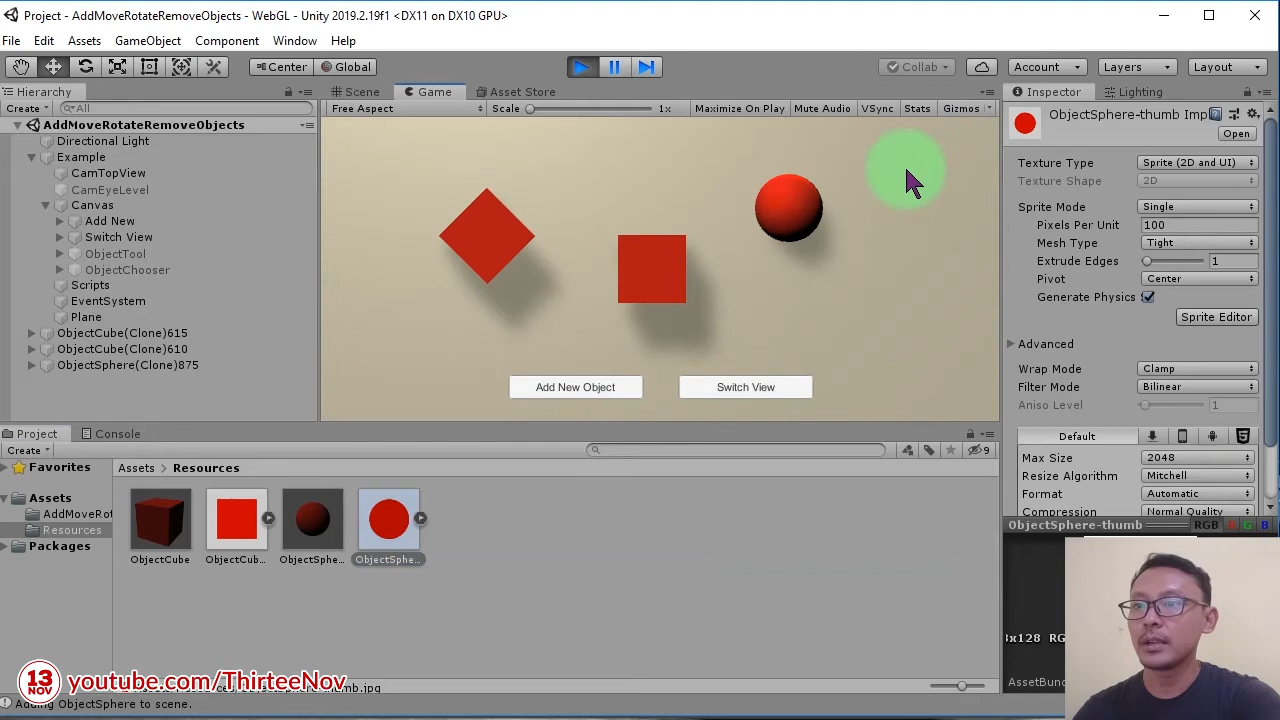 Project - AddMoveRotateRemoveObjects - WebGL - Unity 2019.2.19f1 <DX11 on DX10 GPU>
File Edit Assets GameObject Component Window Help
Center Global Collab Account Layers Layout
Hierarchy
Create All
AddMoveRotateRemoveObjects
Directional Light
Example
CamTopView
CamEyeLevel
Canvas
Add New
Switch View
ObjectTool
ObjectChooser
Scripts
EventSystem
Plane
ObjectCube(Clone)615
ObjectCube(Clone)610
ObjectSphere(Clone)875
Scene Game Asset Store
Free Aspect Scale 1x Maximize On Play Mute Audio VSync Stats Gizmos
Add New Object Switch View
Inspector Lighting
ObjectSphere-thumb Imp
Open
Texture Type Sprite (2D and UI)
Texture Shape 2D
Sprite Mode Single
Pixels Per Unit 100
Mesh Type Tight
Extrude Edges 1
Pivot Center
Generate Physics
Sprite Editor
Advanced
Wrap Mode Clamp
Filter Mode Bilinear
Aniso Level 1
Default
Max Size 2048
Resize Algorithm Mitchell
Format Automatic
Compression Normal Quality
ObjectSphere-thumb RGB R G B
AssetBun
Project Console
Create 9
Favorites
Assets
AddMoveRot
Resources
Packages
Assets > Resources
ObjectCube ObjectCub... ObjectSphe... ObjectSphe...
13
NOV
youtube.com/ThirteeNov
Adding ObjectSphere to scene.